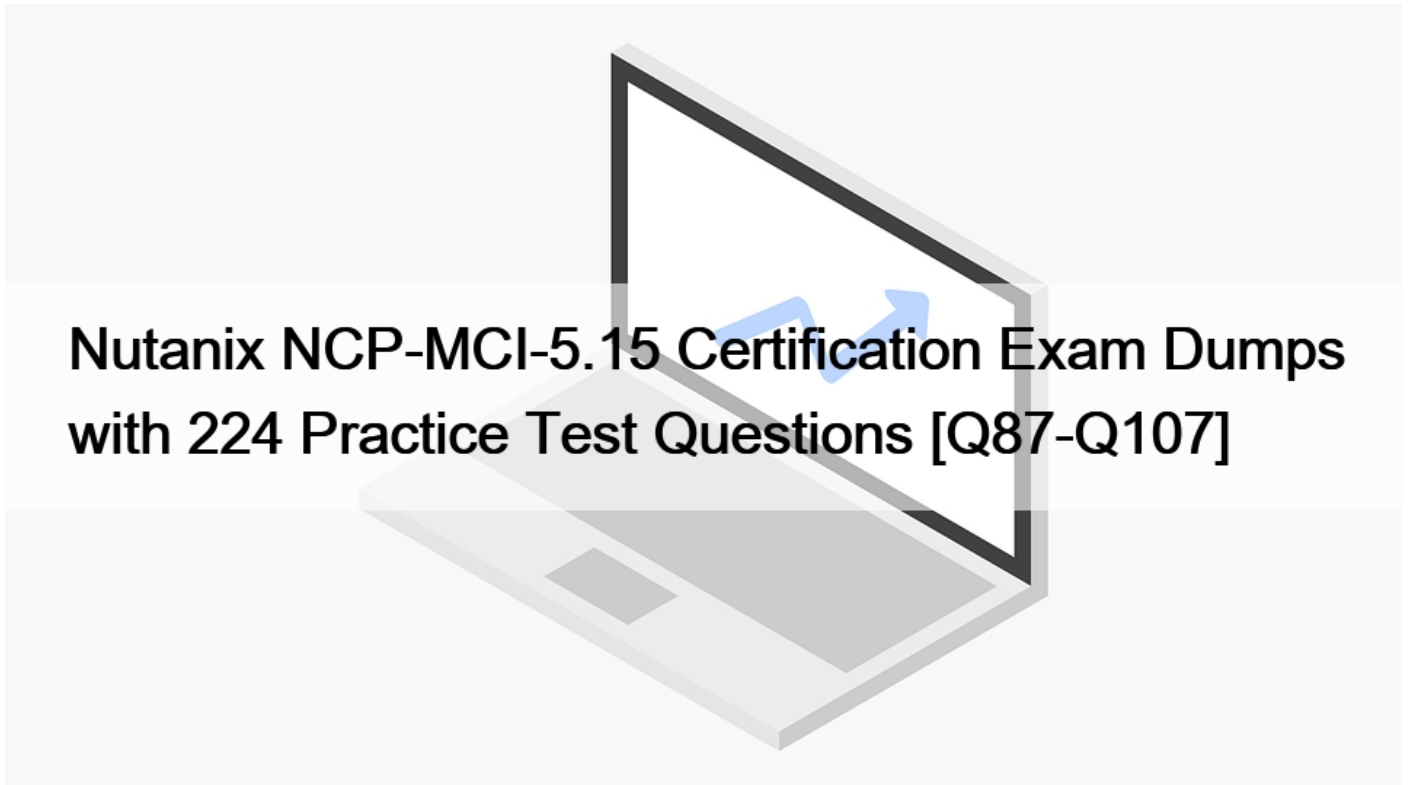 Nutanix NCP-MCI-5.15 Certification Exam Dumps
with 224 Practice Test Questions [Q87-Q107]